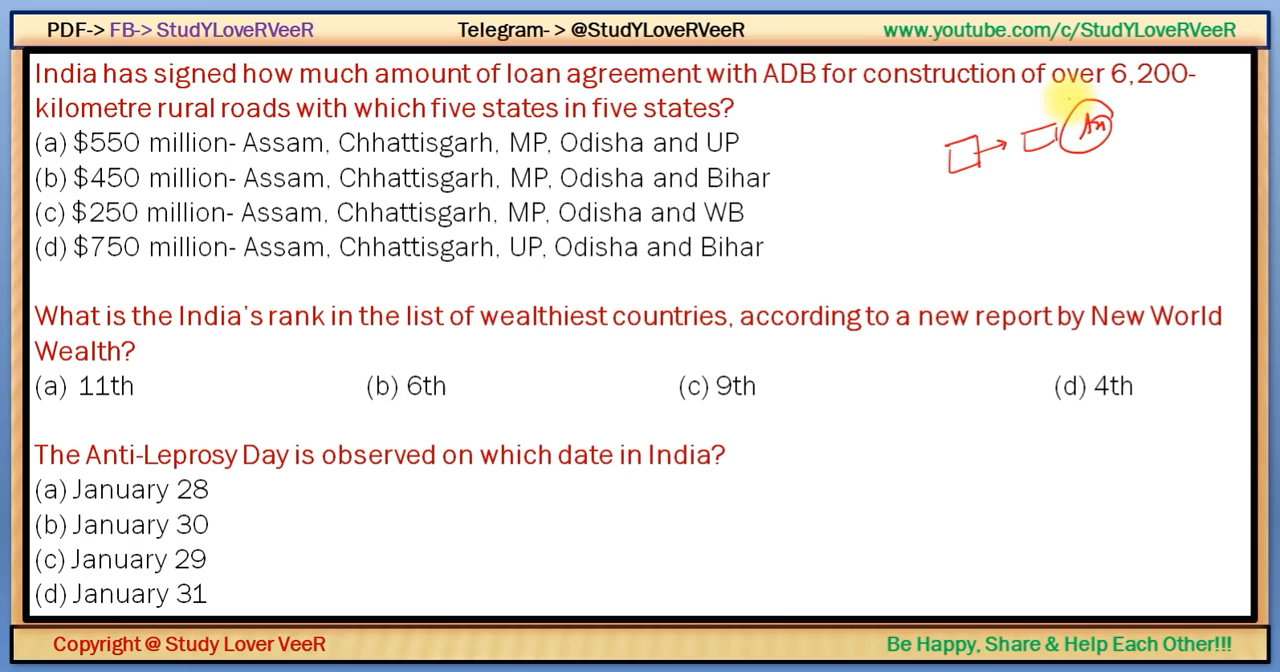 PDF-> FB-> StudYLoveRVeeR Telegram- > @StudYLoveRVeeR www.youtube.com/c/StudYLoveRVeeR
India has signed how much amount of loan agreement with ADB for construction of over 6,200-
kilometre rural roads with which five states in five states?
(a) $550 million- Assam, Chhattisgarh, MP, Odisha and UP
(b) $450 million- Assam, Chhattisgarh, MP, Odisha and Bihar
(c) $250 million- Assam, Chhattisgarh, MP, Odisha and WB
(d) $750 million- Assam, Chhattisgarh, UP, Odisha and Bihar
What is the India's rank in the list of wealthiest countries, according to a new report by New World
Wealth?
(a) 11th (b) 6th (c) 9th (d) 4th
The Anti-Leprosy Day is observed on which date in India?
(a) January 28
(b) January 30
(c) January 29
(d) January 31
Copyright @ Study Lover VeeR Be Happy, Share & Help Each Other!!!